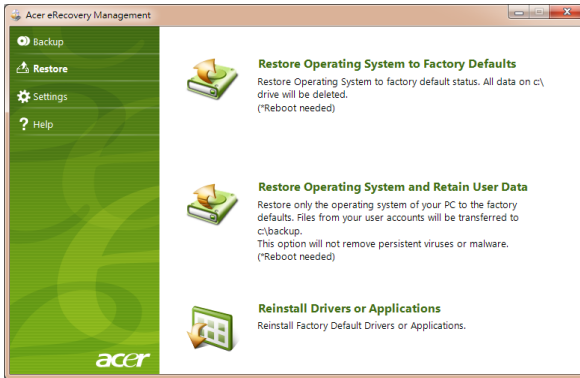 Acer eRecovery Management
Backup
Restore
Settings
Help
Restore Operating System to Factory Defaults
Restore Operating System to factory default status. All data on c:\
drive will be deleted.
(*Reboot needed)
Restore Operating System and Retain User Data
Restore only the operating system of your PC to the factory
defaults. Files from your user accounts will be transferred to
c:\backup.
This option will not remove persistent viruses or malware.
(*Reboot needed)
Reinstall Drivers or Applications
Reinstall Factory Default Drivers or Applications.
acer